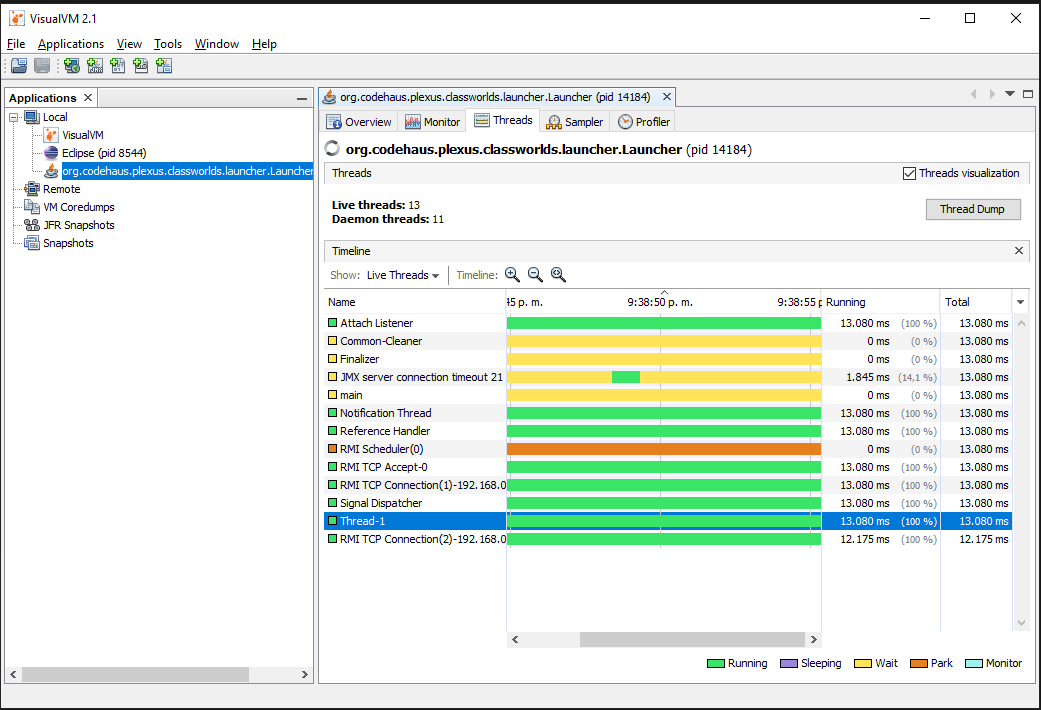 VisualVM 2.1
File Applications View Tools Window Help
Applications
Local
VisualVM
Eclipse (pid 8544)
org.codehaus.plexus.classworlds.launcher.Launcher
Remote
VM Coredumps
JFR Snapshots
Snapshots
org.codehaus.plexus.classworlds.launcher.Launcher (pid 14184)
Overview Monitor Threads Sampler Profiler
org.codehaus.plexus.classworlds.launcher.Launcher (pid 14184)
Threads Threads visualization
Live threads: 13
Daemon threads: 11
Thread Dump
Timeline
Show: Live Threads Timeline:
Name 45 p. m. 9:38:50 p. m. 9:38:55 p Running Total
Attach Listener 13.080 ms (100 %) 13.080 ms
Common-Cleaner 0 ms (0 %) 13.080 ms
Finalizer 0 ms (0 %) 13.080 ms
JMX server connection timeout 21 1.845 ms (14,1 %) 13.080 ms
main 0 ms (0 %) 13.080 ms
Notification Thread 13.080 ms (100 %) 13.080 ms
Reference Handler 13.080 ms (100 %) 13.080 ms
RMI Scheduler(0) 0 ms (0 %) 13.080 ms
RMI TCP Accept-0 13.080 ms (100 %) 13.080 ms
RMI TCP Connection(1)-192.168.0 13.080 ms (100 %) 13.080 ms
Signal Dispatcher 13.080 ms (100 %) 13.080 ms
Thread-1 13.080 ms (100 %) 13.080 ms
RMI TCP Connection(2)-192.168.0 12.175 ms (100 %) 12.175 ms
Running Sleeping Wait Park Monitor